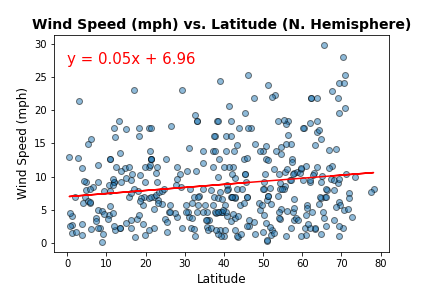 Wind Speed (mph) vs. Latitude (N. Hemisphere)
y = 0.05x + 6.96
Wind Speed (mph)
30
25
20
15
10
5
0
0 10 20 30 40 50 60 70 80
Latitude